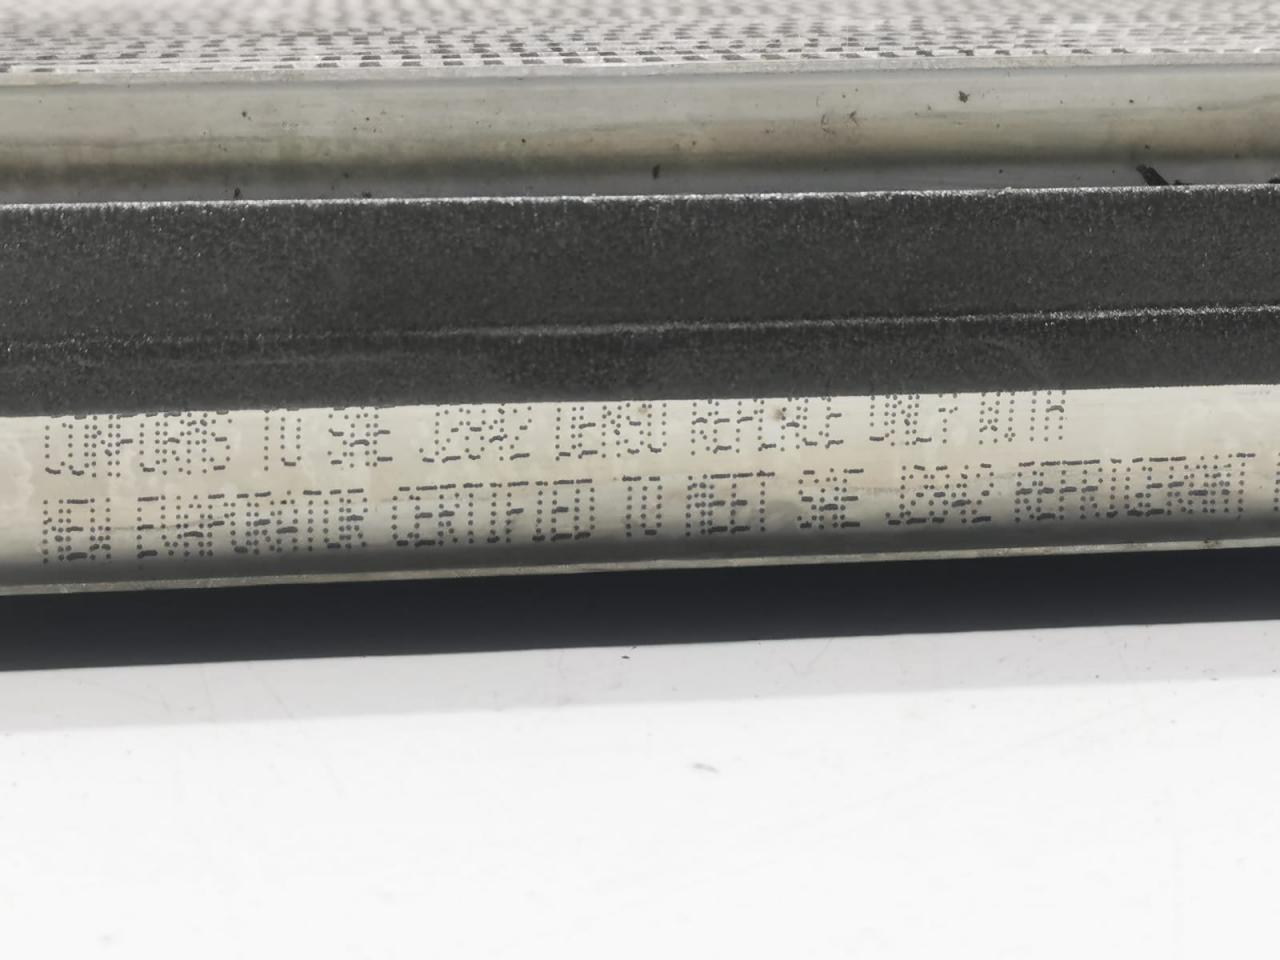 CONFORMS TO SAE J2842 DENSO REPLACE ONLY WITH
NEW EVAPORATOR CERTIFIED TO MEET SAE J2842 REFRIGERANT